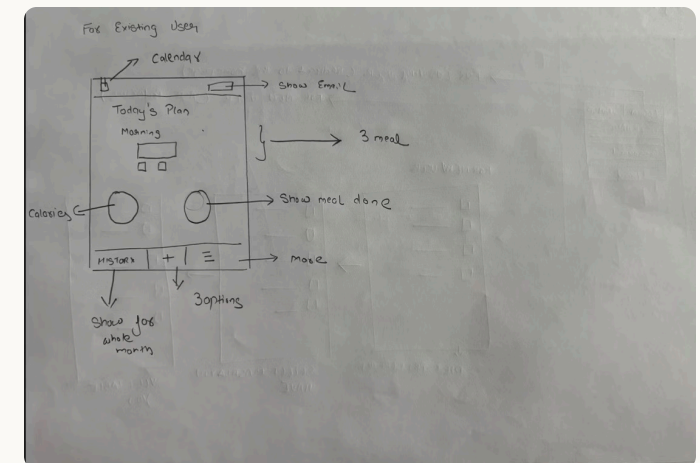 For Existing User
Calendar
Show Email
Today's Plan
Morning
3 meal
Calories
Show meal done
HISTORY
+
more
3options
Show for
whole
month